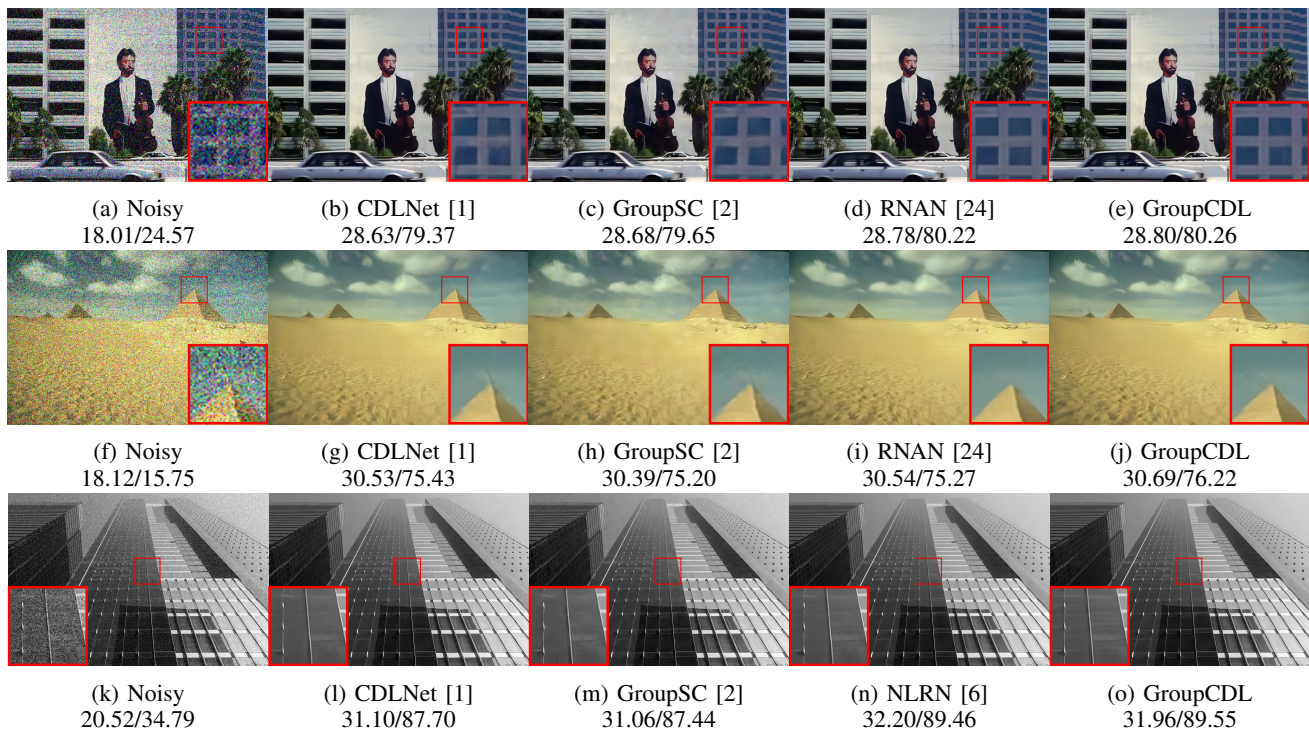 (a) Noisy
18.01/24.57
(b) CDLNet [1]
28.63/79.37
(c) GroupSC [2]
28.68/79.65
(d) RNAN [24]
28.78/80.22
(e) GroupCDL
28.80/80.26
(f) Noisy
18.12/15.75
(g) CDLNet [1]
30.53/75.43
(h) GroupSC [2]
30.39/75.20
(i) RNAN [24]
30.54/75.27
(j) GroupCDL
30.69/76.22
(k) Noisy
20.52/34.79
(l) CDLNet [1]
31.10/87.70
(m) GroupSC [2]
31.06/87.44
(n) NLRN [6]
32.20/89.46
(o) GroupCDL
31.96/89.55